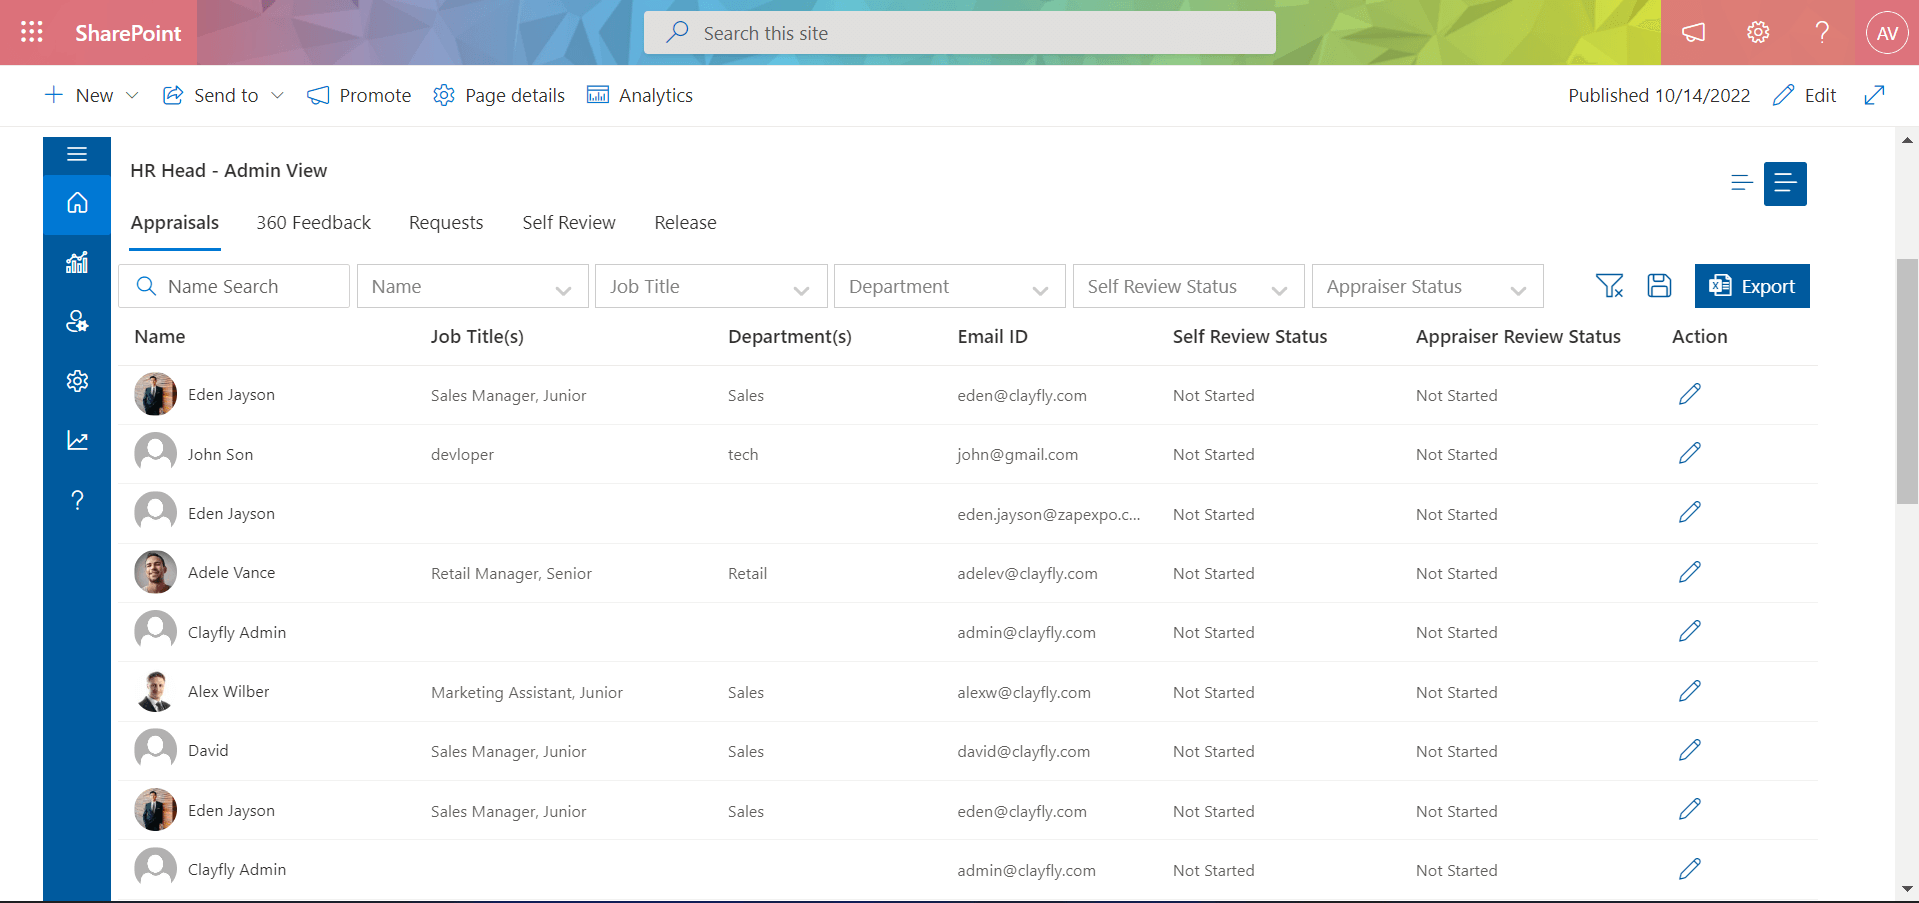 SharePoint
Search this site
AV
New
Send to
Promote
Page details
Analytics
Published 10/14/2022
Edit
HR Head - Admin View
Appraisals
360 Feedback
Requests
Self Review
Release
Name Search
Name
Job Title
Department
Self Review Status
Appraiser Status
Export
Name Job Title(s) Department(s) Email ID Self Review Status Appraiser Review Status Action
Eden Jayson Sales Manager, Junior Sales eden@clayfly.com Not Started Not Started
John Son devloper tech john@gmail.com Not Started Not Started
Eden Jayson eden.jayson@zapexpo.c... Not Started Not Started
Adele Vance Retail Manager, Senior Retail adelev@clayfly.com Not Started Not Started
Clayfly Admin admin@clayfly.com Not Started Not Started
Alex Wilber Marketing Assistant, Junior Sales alexw@clayfly.com Not Started Not Started
David Sales Manager, Junior Sales david@clayfly.com Not Started Not Started
Eden Jayson Sales Manager, Junior Sales eden@clayfly.com Not Started Not Started
Clayfly Admin admin@clayfly.com Not Started Not Started